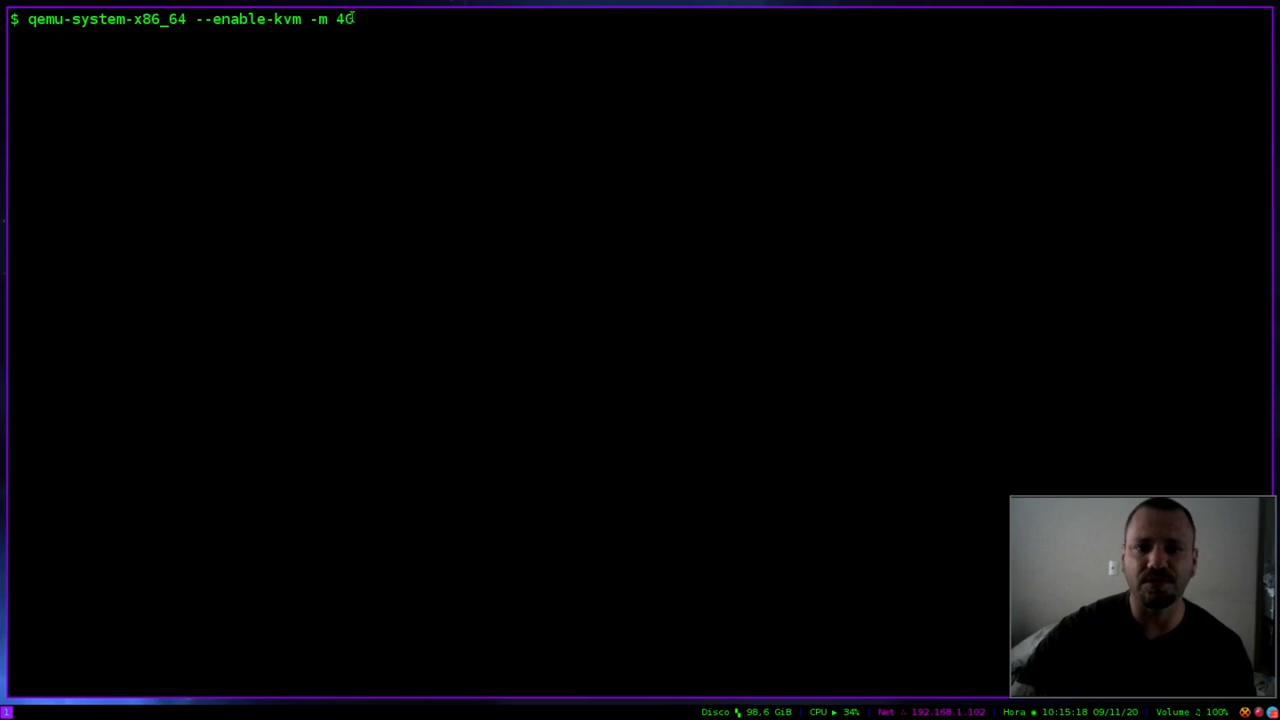 $ qemu-system-x86_64 --enable-kvm -m 4G
1 Disco 98,6 GiB | CPU ▶ 34% | Net ∴ 192.168.1.102 | Hora ◉ 10:15:18 09/11/20 | Volume ♫ 100%